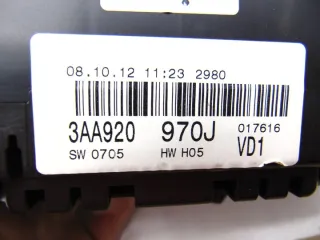 08.10.12 11:23 2980
3AA920 970J 017616
SW 0705 HW H05 VD1